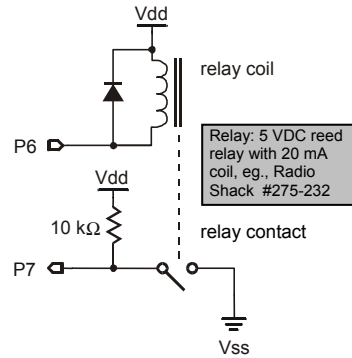 Vdd
relay coil
P6
Relay: 5 VDC reed
relay with 20 mA
coil, eg., Radio
Shack #275-232
Vdd
10 kΩ
relay contact
P7
Vss